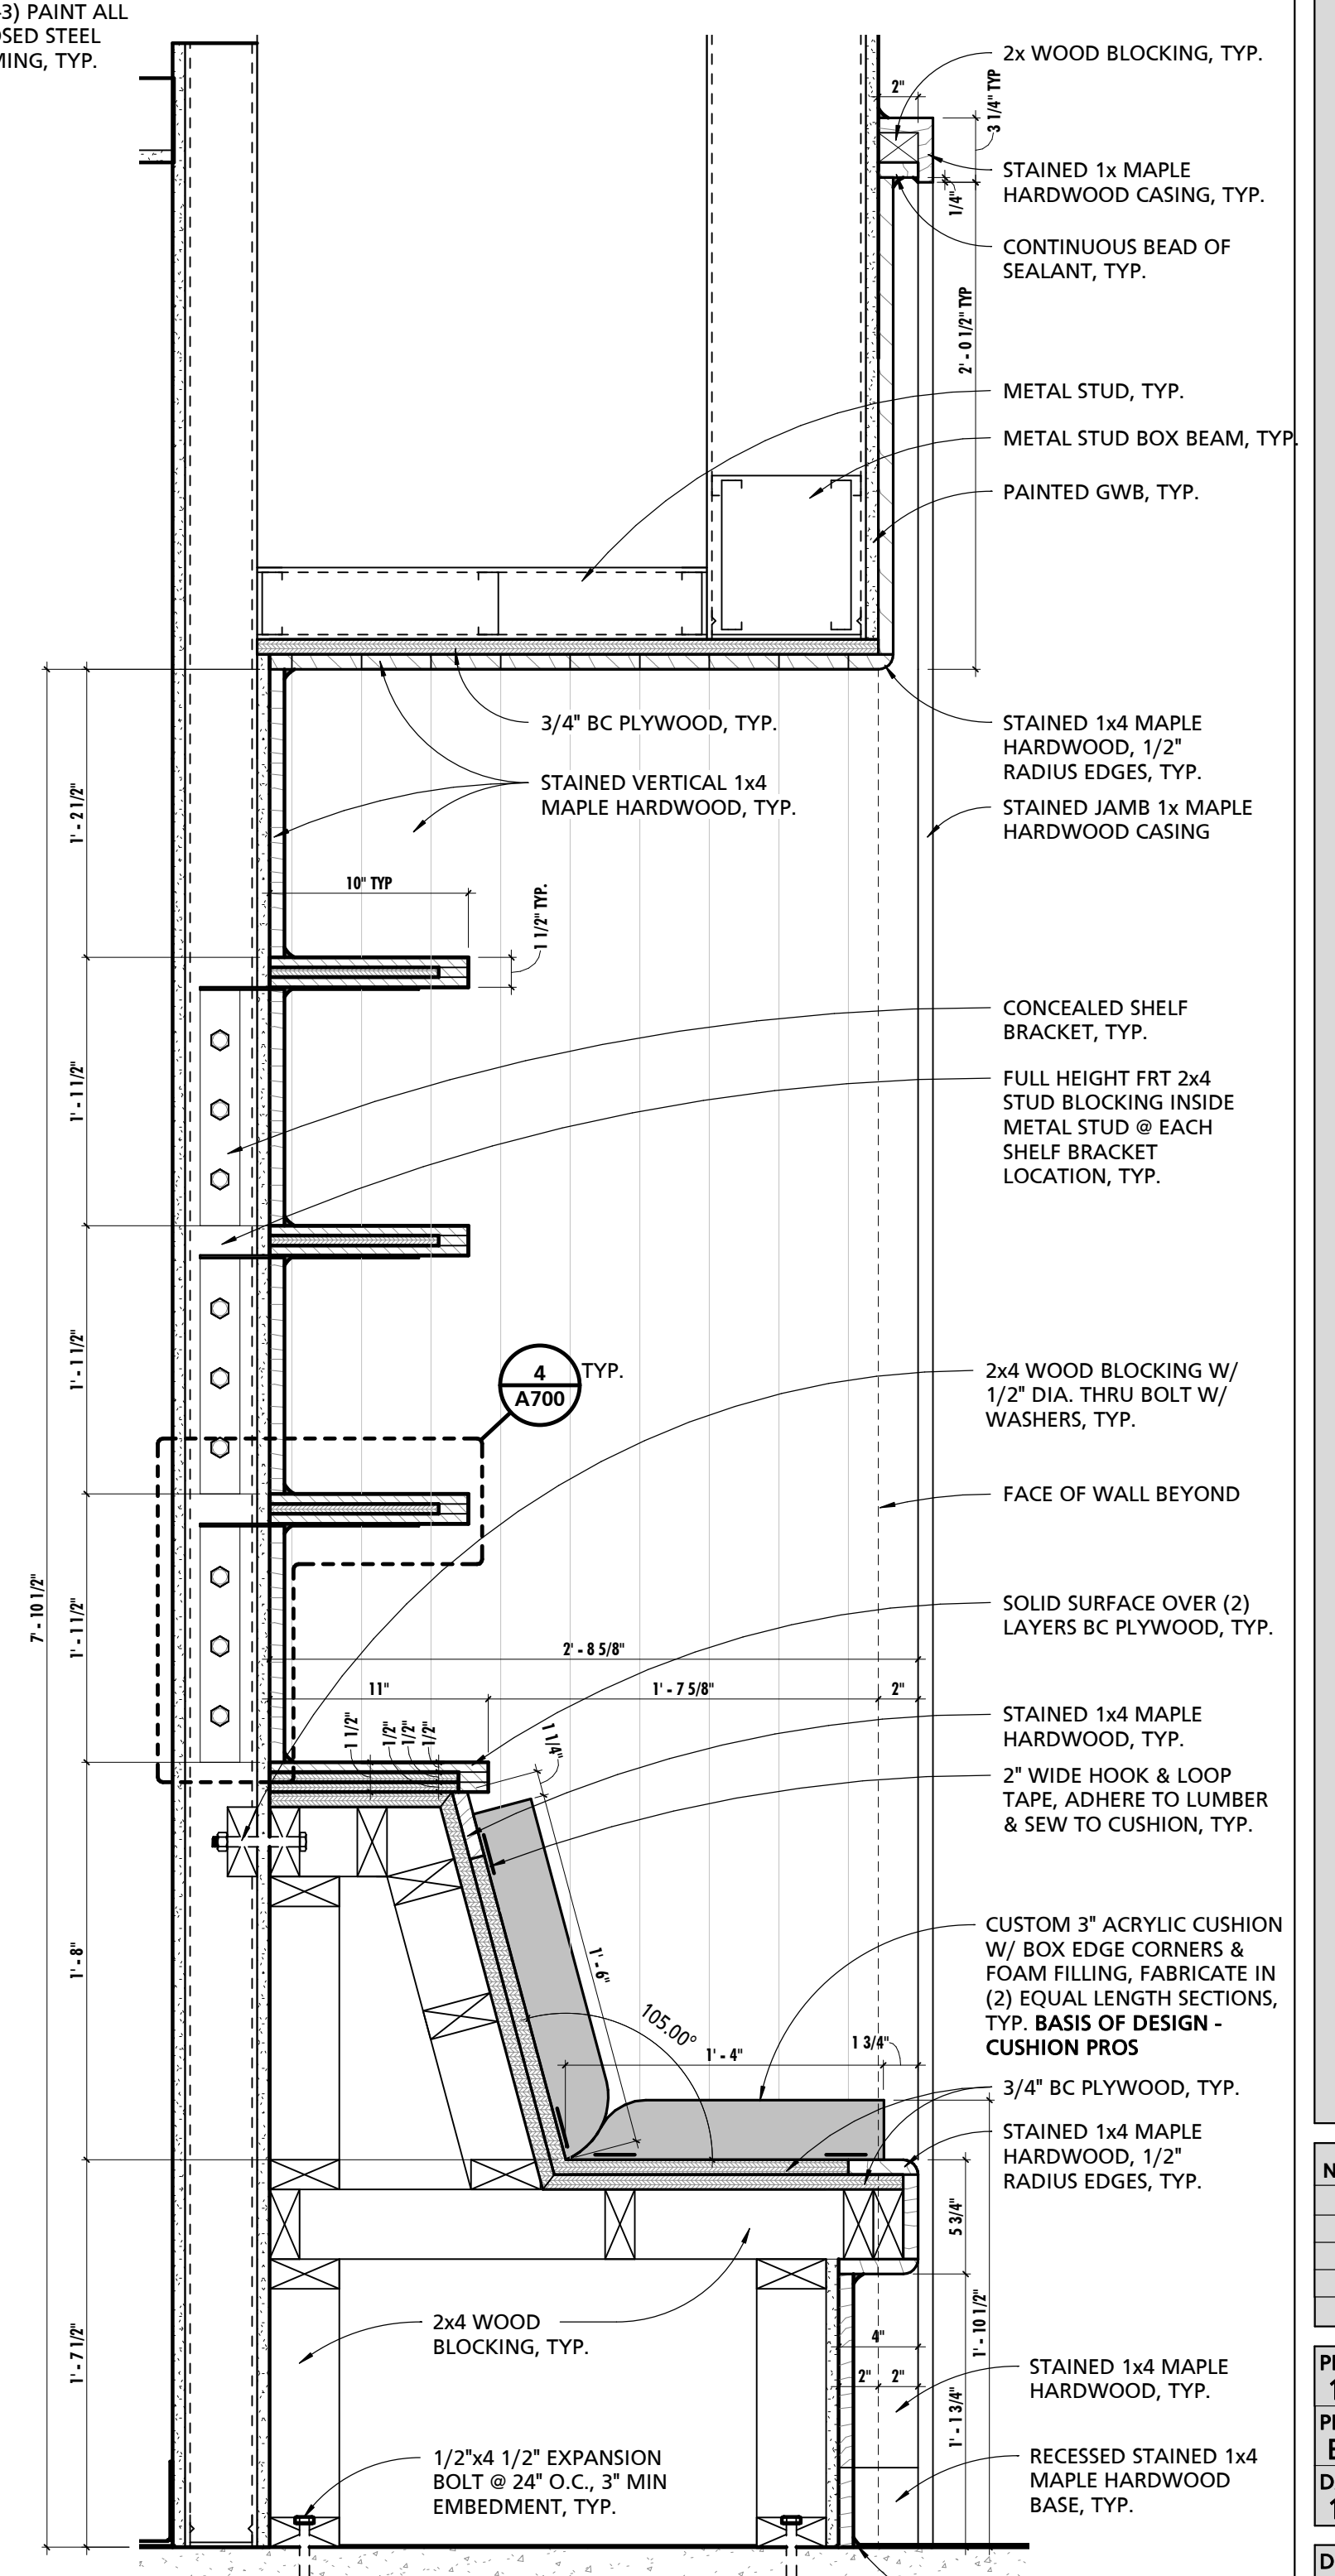 3) PAINT ALL
OSED STEEL
MING, TYP.
2x WOOD BLOCKING, TYP.
2"
3 1/4" TYP
STAINED 1x MAPLE
HARDWOOD CASING, TYP.
1/4"
CONTINUOUS BEAD OF
SEALANT, TYP.
2' - 0 1/2" TYP
METAL STUD, TYP.
METAL STUD BOX BEAM, TYP.
PAINTED GWB, TYP.
3/4" BC PLYWOOD, TYP.
STAINED VERTICAL 1x4
MAPLE HARDWOOD, TYP.
STAINED 1x4 MAPLE
HARDWOOD, 1/2"
RADIUS EDGES, TYP.
STAINED JAMB 1x MAPLE
HARDWOOD CASING
1' - 2 1/2"
10" TYP
1 1/2" TYP.
CONCEALED SHELF
BRACKET, TYP.
1' - 1 1/2"
FULL HEIGHT FRT 2x4
STUD BLOCKING INSIDE
METAL STUD @ EACH
SHELF BRACKET
LOCATION, TYP.
1' - 1 1/2"
4
A700
TYP.
2x4 WOOD BLOCKING W/
1/2" DIA. THRU BOLT W/
WASHERS, TYP.
FACE OF WALL BEYOND
7' - 10 1/2"
1' - 1 1/2"
SOLID SURFACE OVER (2)
LAYERS BC PLYWOOD, TYP.
2' - 8 5/8"
11"
1' - 7 5/8"
2"
1 1/2"
1/2"
1/2"
1/2"
1 1/4"
STAINED 1x4 MAPLE
HARDWOOD, TYP.
2" WIDE HOOK & LOOP
TAPE, ADHERE TO LUMBER
& SEW TO CUSHION, TYP.
1' - 8"
1' - 6"
CUSTOM 3" ACRYLIC CUSHION
W/ BOX EDGE CORNERS &
FOAM FILLING, FABRICATE IN
(2) EQUAL LENGTH SECTIONS,
TYP. BASIS OF DESIGN -
CUSHION PROS
105.00°
1' - 4"
1 3/4"
3/4" BC PLYWOOD, TYP.
STAINED 1x4 MAPLE
HARDWOOD, 1/2"
RADIUS EDGES, TYP.
5 3/4"
1' - 10 1/2"
2x4 WOOD
BLOCKING, TYP.
1' - 7 1/2"
4"
2"
2"
1' - 1 3/4"
STAINED 1x4 MAPLE
HARDWOOD, TYP.
1/2"x4 1/2" EXPANSION
BOLT @ 24" O.C., 3" MIN
EMBEDMENT, TYP.
RECESSED STAINED 1x4
MAPLE HARDWOOD
BASE, TYP.